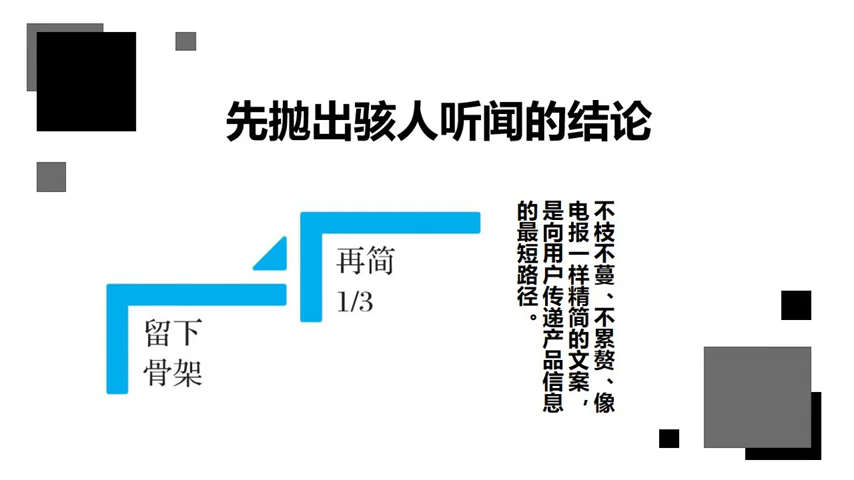 先抛出骇人听闻的结论
再简
1/3
留下
骨架
不枝不蔓、不累赘、像
电报一样精简的文案，
是向用户传递产品信息
的最短路径。